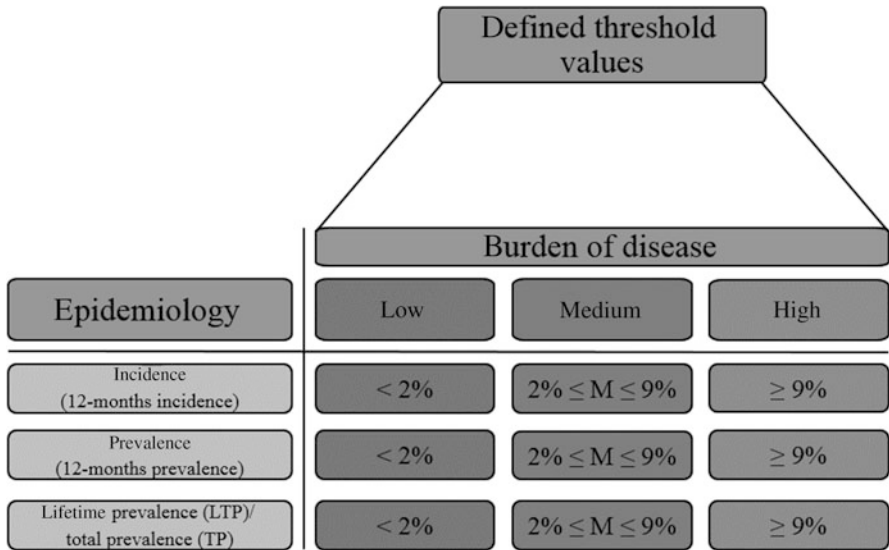 Defined threshold
values
Burden of disease
Epidemiology
Low
Medium
High
Incidence
(12-months incidence)
< 2%
2% ≤ M ≤ 9%
≥ 9%
Prevalence
(12-months prevalence)
< 2%
2% ≤ M ≤ 9%
≥ 9%
Lifetime prevalence (LTP)/
total prevalence (TP)
< 2%
2% ≤ M ≤ 9%
≥ 9%